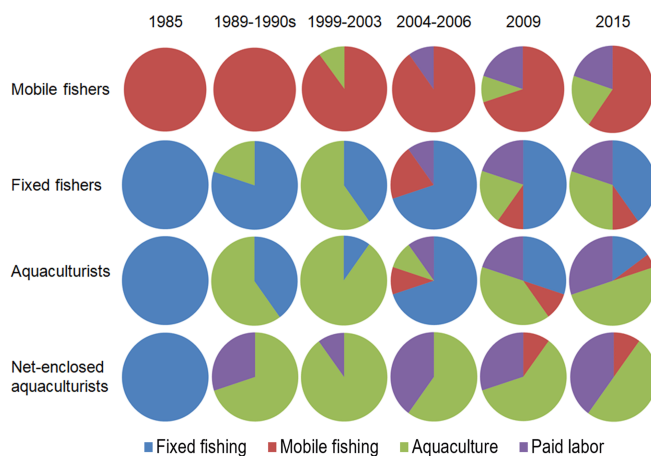 1985 1989-1990s 1999-2003 2004-2006 2009 2015
Mobile fishers
Fixed fishers
Aquaculturists
Net-enclosed
aquaculturists
Fixed fishing Mobile fishing Aquaculture Paid labor